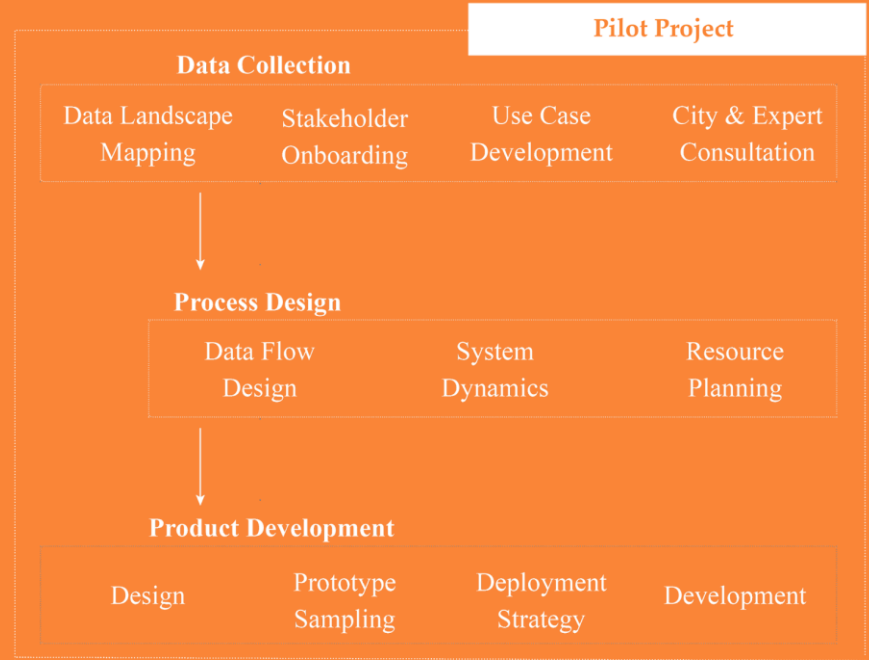 Pilot Project
Data Collection
Data Landscape
Mapping
Stakeholder
Onboarding
Use Case
Development
City & Expert
Consultation
Process Design
Data Flow
Design
System
Dynamics
Resource
Planning
Product Development
Design
Prototype
Sampling
Deployment
Strategy
Development